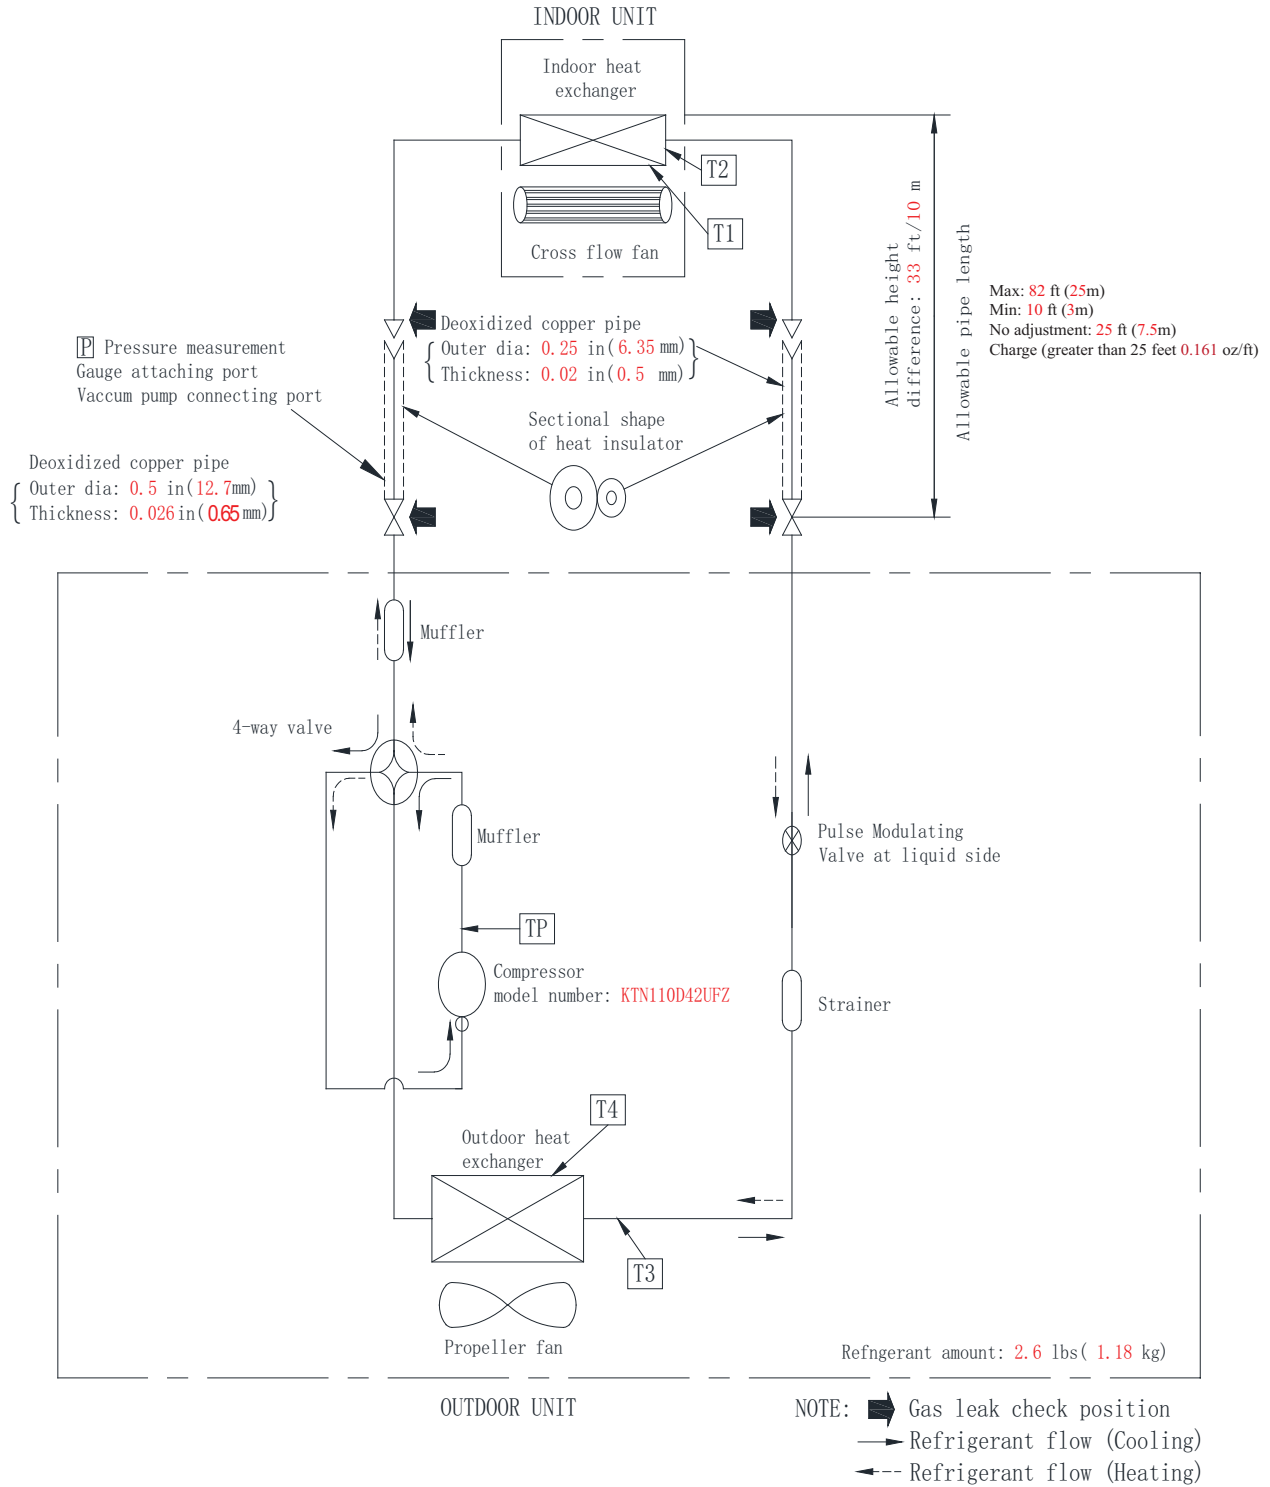 INDOOR UNIT
Indoor heat
exchanger
T2
T1
Cross flow fan
Allowable height
difference: 33 ft/10 m
Allowable pipe length
Max: 82 ft (25m)
Min: 10 ft (3m)
No adjustment: 25 ft (7.5m)
Charge (greater than 25 feet 0.161 oz/ft)
Deoxidized copper pipe
Outer dia: 0.25 in(6.35 mm)
Thickness: 0.02 in(0.5 mm)
P Pressure measurement
Gauge attaching port
Vaccum pump connecting port
Sectional shape
of heat insulator
Deoxidized copper pipe
Outer dia: 0.5 in(12.7mm)
Thickness: 0.026in(0.65mm)
Muffler
4-way valve
Muffler
Pulse Modulating
Valve at liquid side
TP
Compressor
model number: KTN110D42UFZ
Strainer
T4
Outdoor heat
exchanger
T3
Propeller fan
Refngerant amount: 2.6 lbs( 1.18 kg)
OUTDOOR UNIT
NOTE: Gas leak check position
Refrigerant flow (Cooling)
Refrigerant flow (Heating)